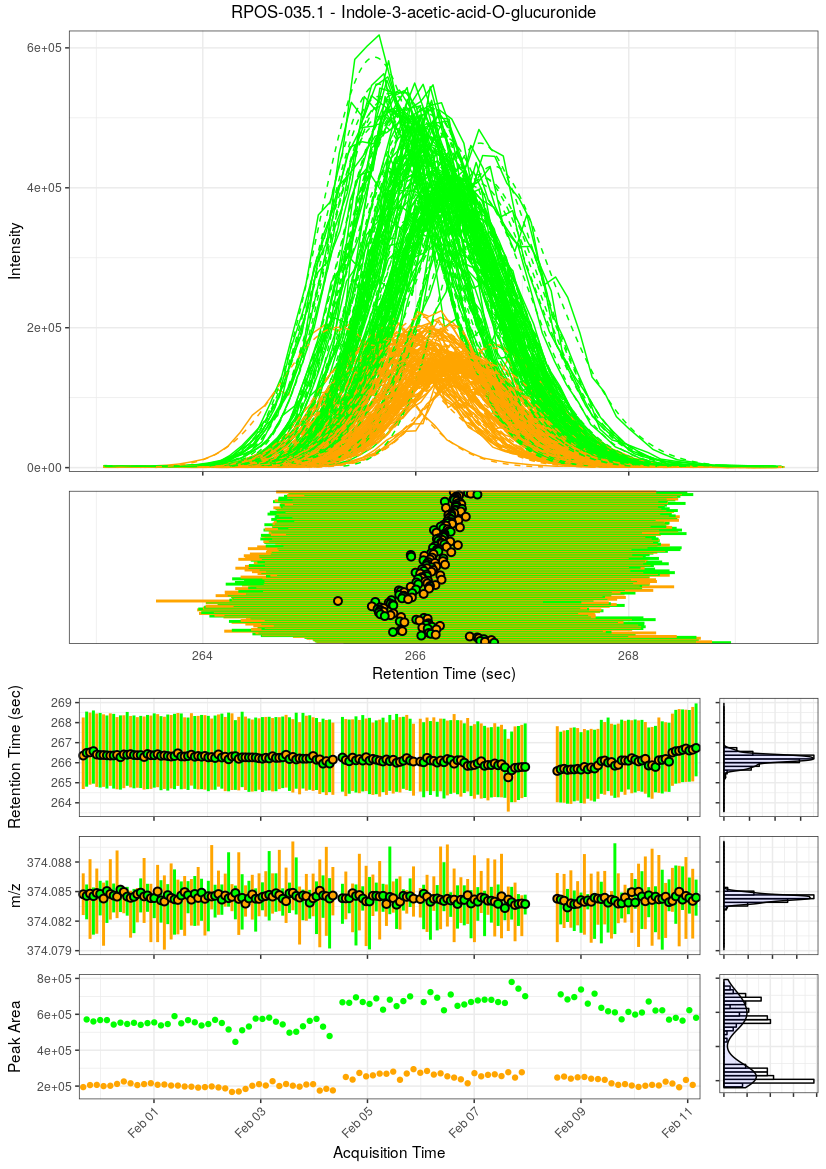 RPOS-035.1 - Indole-3-acetic-acid-O-glucuronide
6e+05
4e+05
2e+05
0e+00
Intensity
264
266
268
Retention Time (sec)
Retention Time (sec)
269
268
267
266
265
264
m/z
374.088
374.085
374.082
374.079
Peak Area
8e+05
6e+05
4e+05
2e+05
Feb 01
Feb 03
Feb 05
Feb 07
Feb 09
Feb 11
Acquisition Time